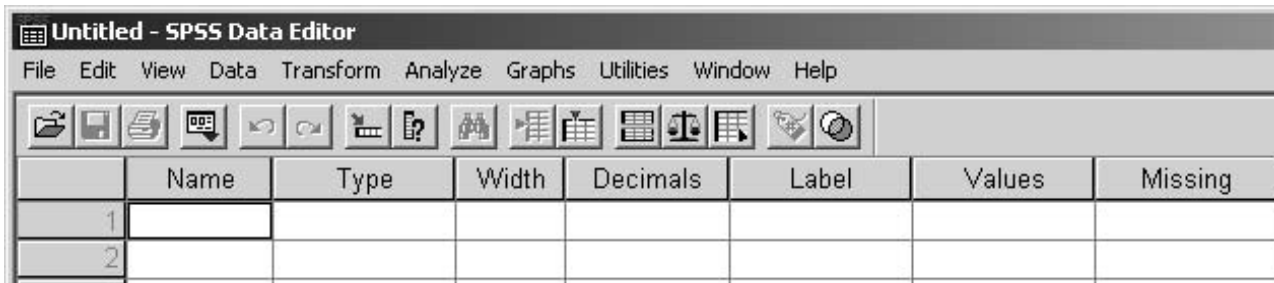 Untitled - SPSS Data Editor
File Edit View Data Transform Analyze Graphs Utilities Window Help
Name Type Width Decimals Label Values Missing
1
2